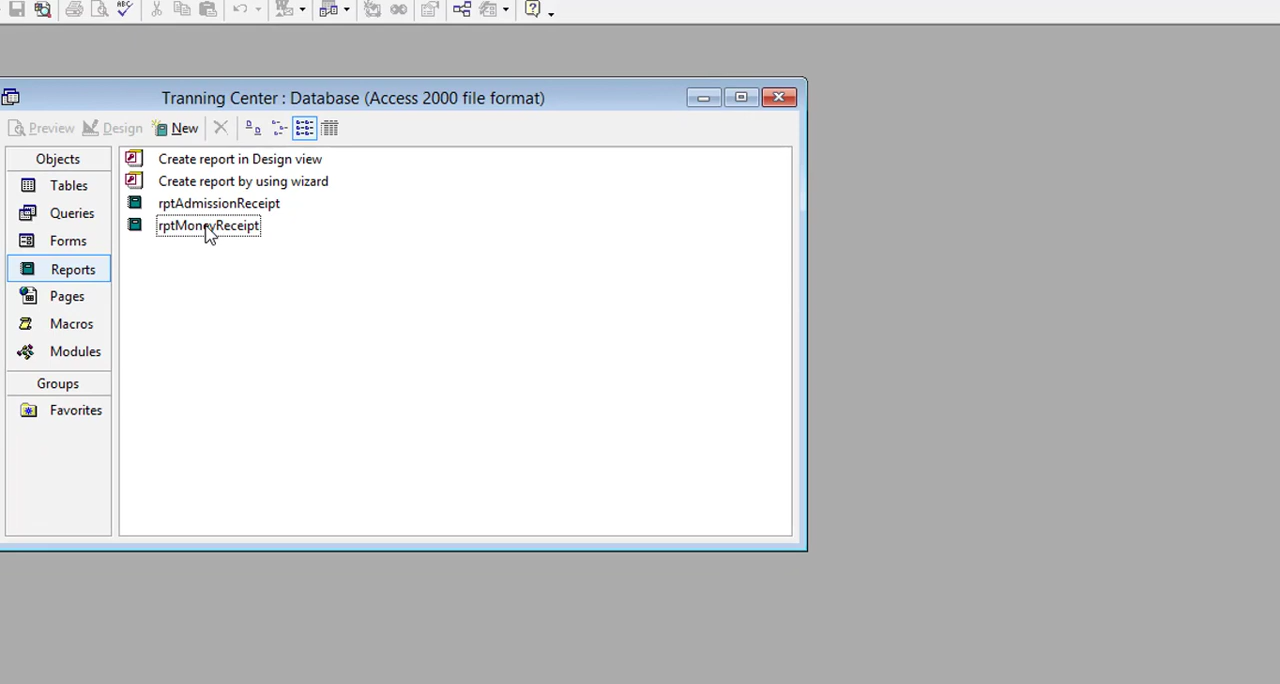 ABC
Tranning Center : Database (Access 2000 file format)
Preview Design New
Objects
Tables
Queries
Forms
Reports
Pages
Macros
Modules
Groups
Favorites
Create report in Design view
Create report by using wizard
rptAdmissionReceipt
rptMoneyReceipt